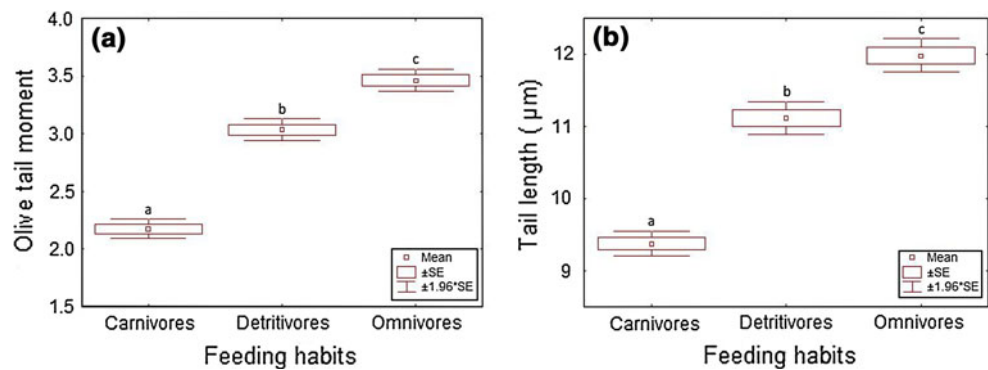 (a)
Olive tail moment
4.0
3.5
3.0
2.5
2.0
1.5
a
b
c
Mean
±SE
±1.96*SE
Carnivores Detritivores Omnivores
Feeding habits
(b)
Tail length ( µm)
12
11
10
9
a
b
c
Mean
±SE
±1.96*SE
Carnivores Detritivores Omnivores
Feeding habits